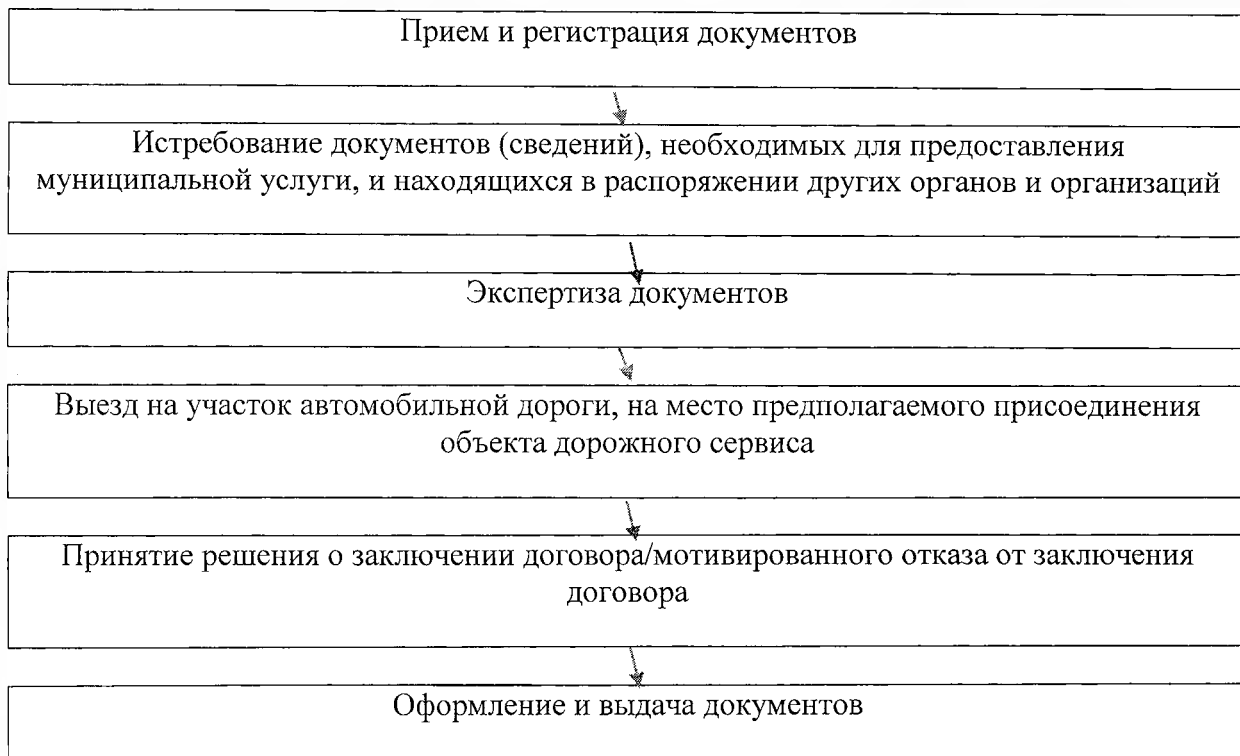 Прием и регистрация документов
Истребование документов (сведений), необходимых для предоставления
муниципальной услуги, и находящихся в распоряжении других органов и организаций
Экспертиза документов
Выезд на участок автомобильной дороги, на место предполагаемого присоединения
объекта дорожного сервиса
Принятие решения о заключении договора/мотивированного отказа от заключения
договора
Оформление и выдача документов